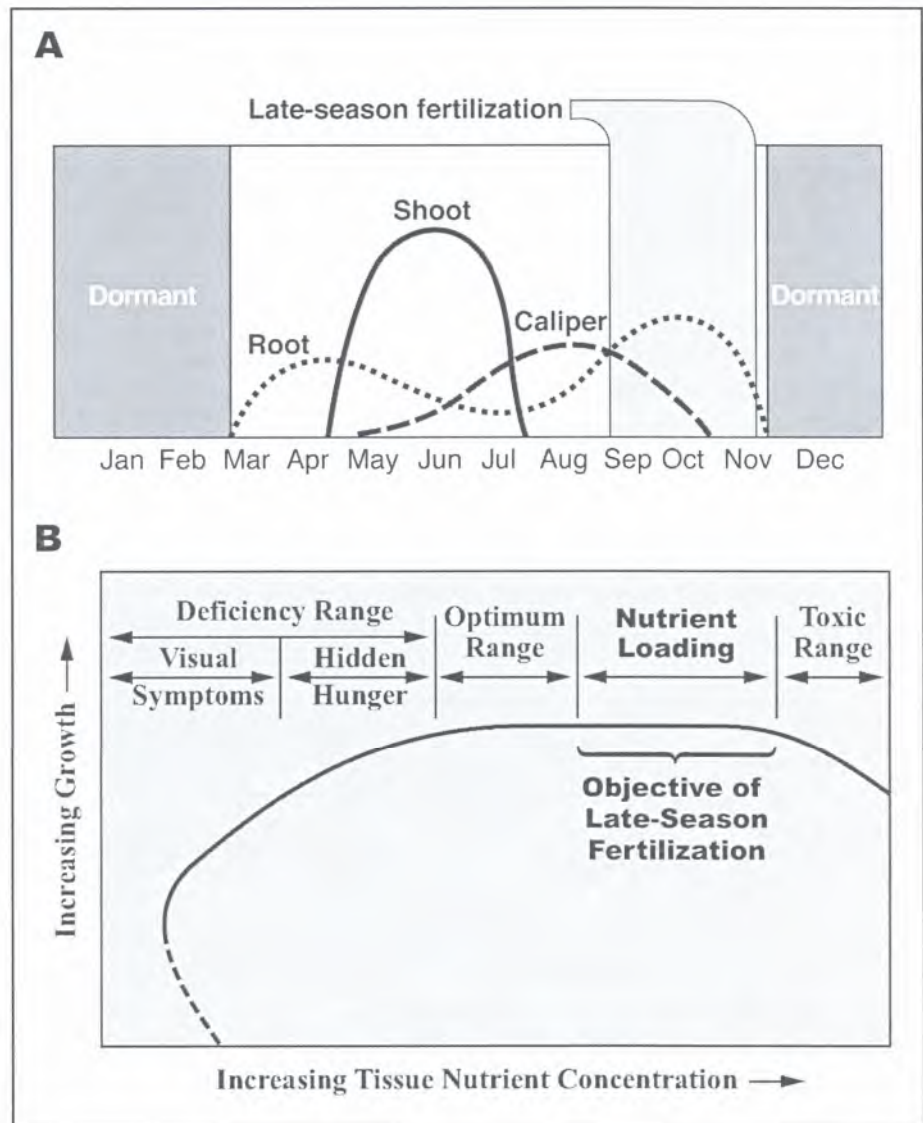 A
Late-season fertilization
Shoot
Dormant
Dormant
Caliper
Root
Jan Feb Mar Apr May Jun Jul Aug Sep Oct Nov Dec
B
Deficiency Range
Optimum
Range
Nutrient
Loading
Toxic
Range
Visual
Symptoms
Hidden
Hunger
Objective of
Late-Season
Fertilization
Increasing Growth
Increasing Tissue Nutrient Concentration